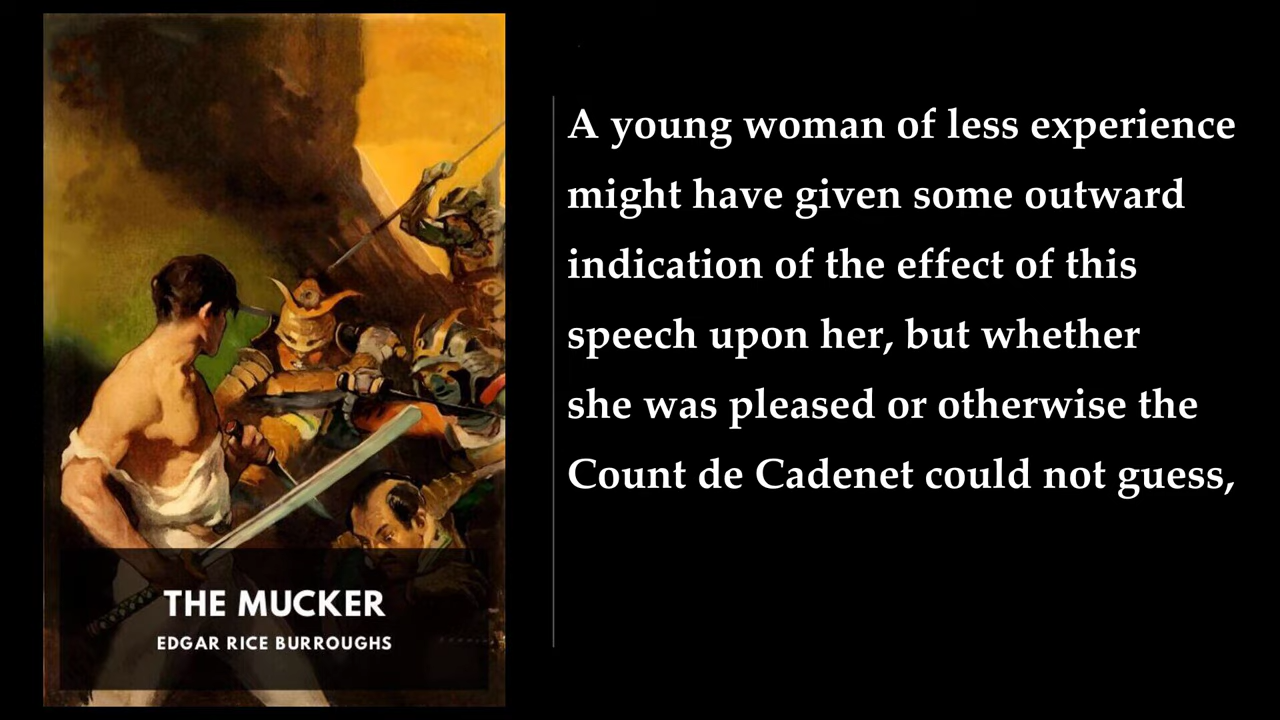 THE MUCKER
EDGAR RICE BURROUGHS
A young woman of less experience
might have given some outward
indication of the effect of this
speech upon her, but whether
she was pleased or otherwise the
Count de Cadenet could not guess,